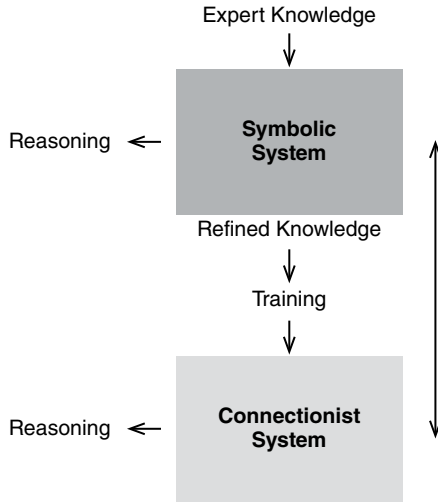 Expert Knowledge
Symbolic
System
Reasoning
Refined Knowledge
Training
Connectionist
System
Reasoning